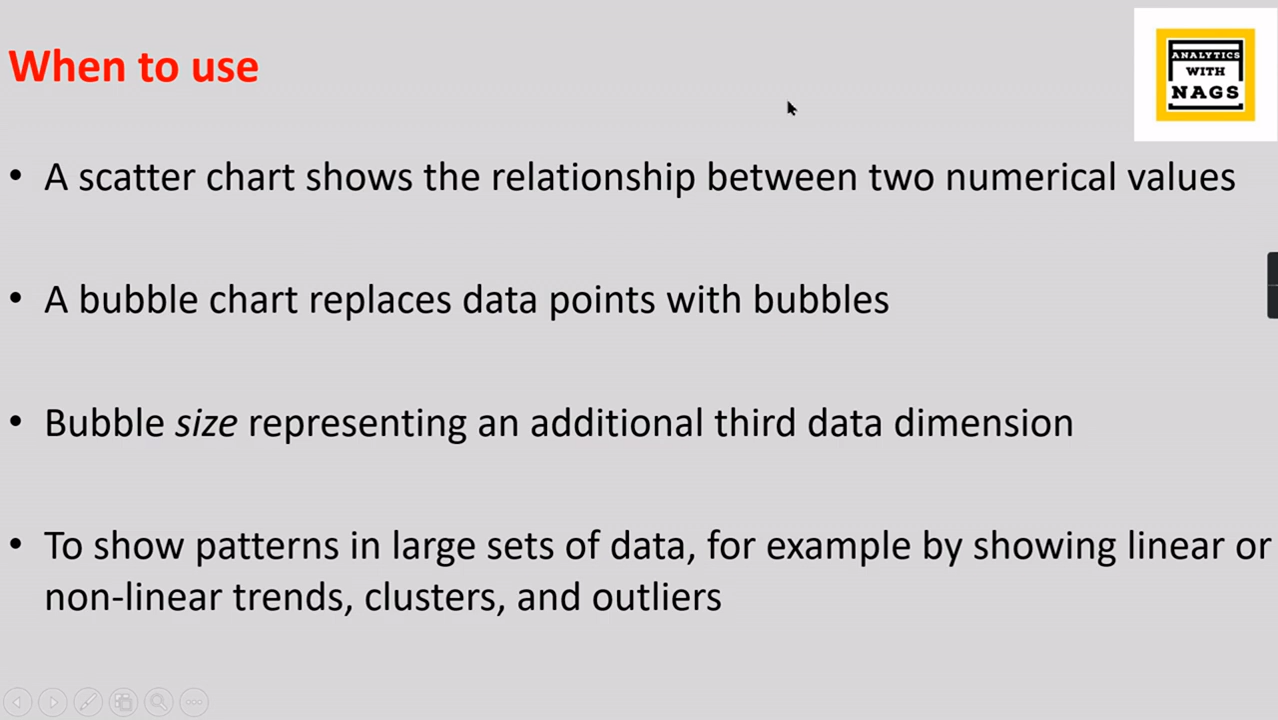 When to use
ANALYTICS
WITH
NAGS
• A scatter chart shows the relationship between two numerical values
• A bubble chart replaces data points with bubbles
• Bubble size representing an additional third data dimension
• To show patterns in large sets of data, for example by showing linear or
non-linear trends, clusters, and outliers